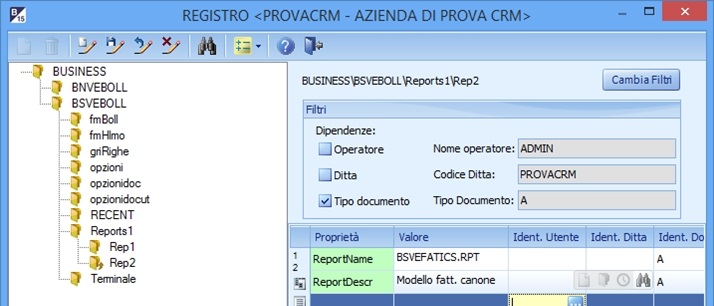 B
15
REGISTRO <PROVACRM - AZIENDA DI PROVA CRM>
BUSINESS
BNVEBOLL
BSVEBOLL
fmBoll
fmHlmo
griRighe
opzioni
opzionidoc
opzionidocut
RECENT
Reports1
Rep1
Rep2
Terminale
BUSINESS\BSVEBOLL\Reports1\Rep2
Cambia Filtri
Filtri
Dipendenze:
Operatore Nome operatore: ADMIN
Ditta Codice Ditta: PROVACRM
Tipo documento Tipo Documento: A
Proprietà Valore Ident. Utente Ident. Ditta Ident. Do
1 ReportName BSVEFATICS.RPT A
2
ReportDescr Modello fatt. canone A